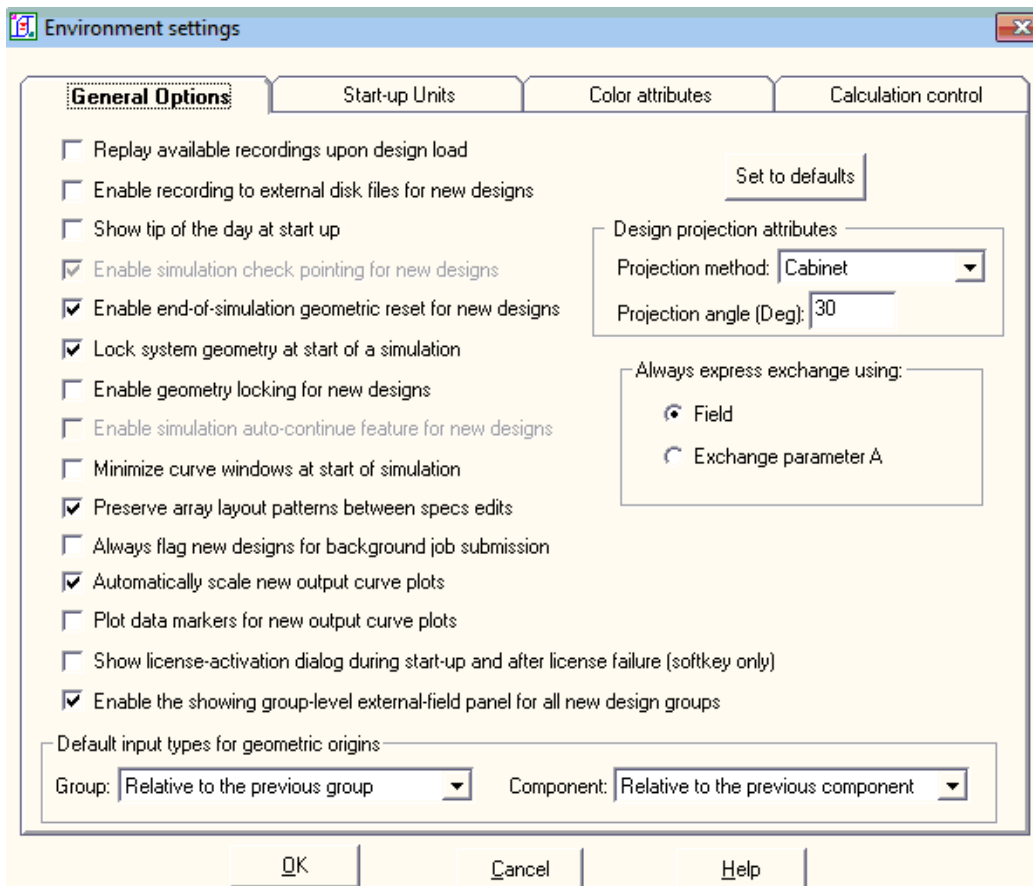 Environment settings
General Options
Start-up Units
Color attributes
Calculation control
Replay available recordings upon design load
Enable recording to external disk files for new designs
Show tip of the day at start up
Enable simulation check pointing for new designs
Enable end-of-simulation geometric reset for new designs
Lock system geometry at start of a simulation
Enable geometry locking for new designs
Enable simulation auto-continue feature for new designs
Minimize curve windows at start of simulation
Preserve array layout patterns between specs edits
Always flag new designs for background job submission
Automatically scale new output curve plots
Plot data markers for new output curve plots
Show license-activation dialog during start-up and after license failure (softkey only)
Enable the showing group-level external-field panel for all new design groups
Set to defaults
Design projection attributes
Projection method: Cabinet
Projection angle (Deg): 30
Always express exchange using:
Field
Exchange parameter A
Default input types for geometric origins
Group: Relative to the previous group
Component: Relative to the previous component
OK
Cancel
Help